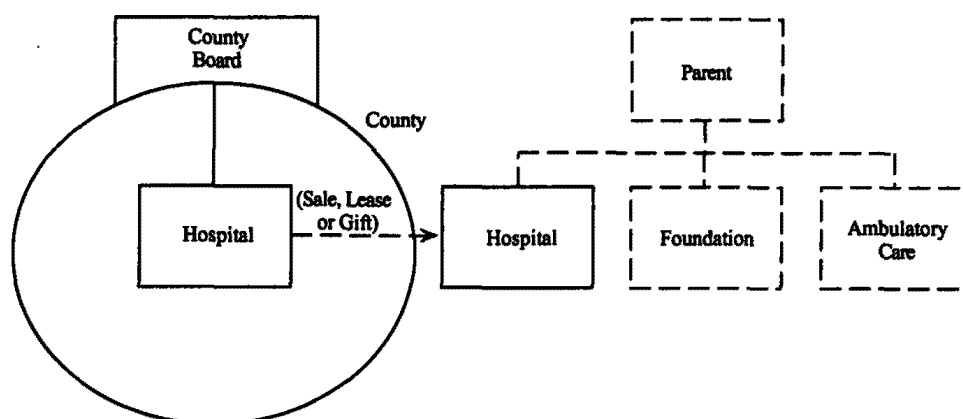 County
Board
County
Hospital
(Sale, Lease
or Gift)
Parent
Hospital
Foundation
Ambulatory
Care